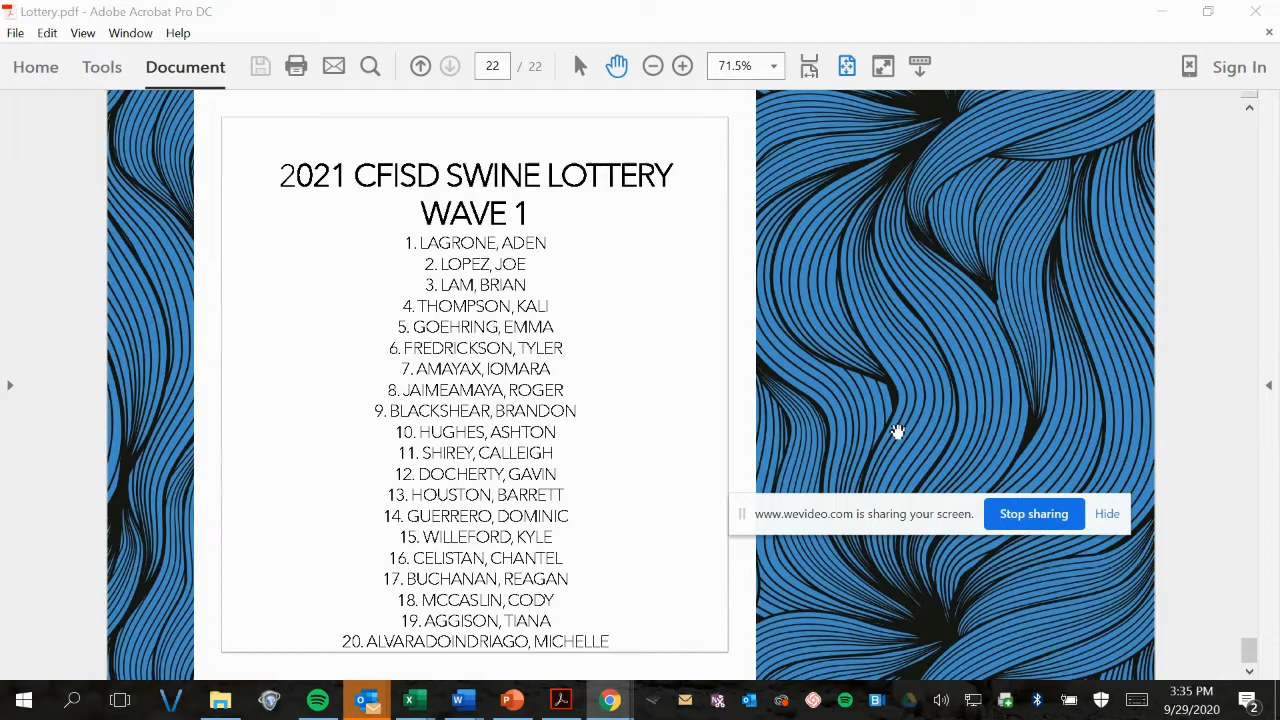 Lottery.pdf - Adobe Acrobat Pro DC
File Edit View Window Help
Home Tools Document 22 / 22 71.5% Sign In
2021 CFISD SWINE LOTTERY
WAVE 1
1. LAGRONE, ADEN
2. LOPEZ, JOE
3. LAM, BRIAN
4. THOMPSON, KALI
5. GOEHRING, EMMA
6. FREDRICKSON, TYLER
7. AMAYAX, IOMARA
8. JAIMEAMAYA, ROGER
9. BLACKSHEAR, BRANDON
10. HUGHES, ASHTON
11. SHIREY, CALLEIGH
12. DOCHERTY, GAVIN
13. HOUSTON, BARRETT
14. GUERRERO, DOMINIC
15. WILLEFORD, KYLE
16. CELISTAN, CHANTEL
17. BUCHANAN, REAGAN
18. MCCASLIN, CODY
19. AGGISON, TIANA
20. ALVARADOINDRIAGO, MICHELLE
www.wevideo.com is sharing your screen. Stop sharing Hide
3:35 PM
9/29/2020
2